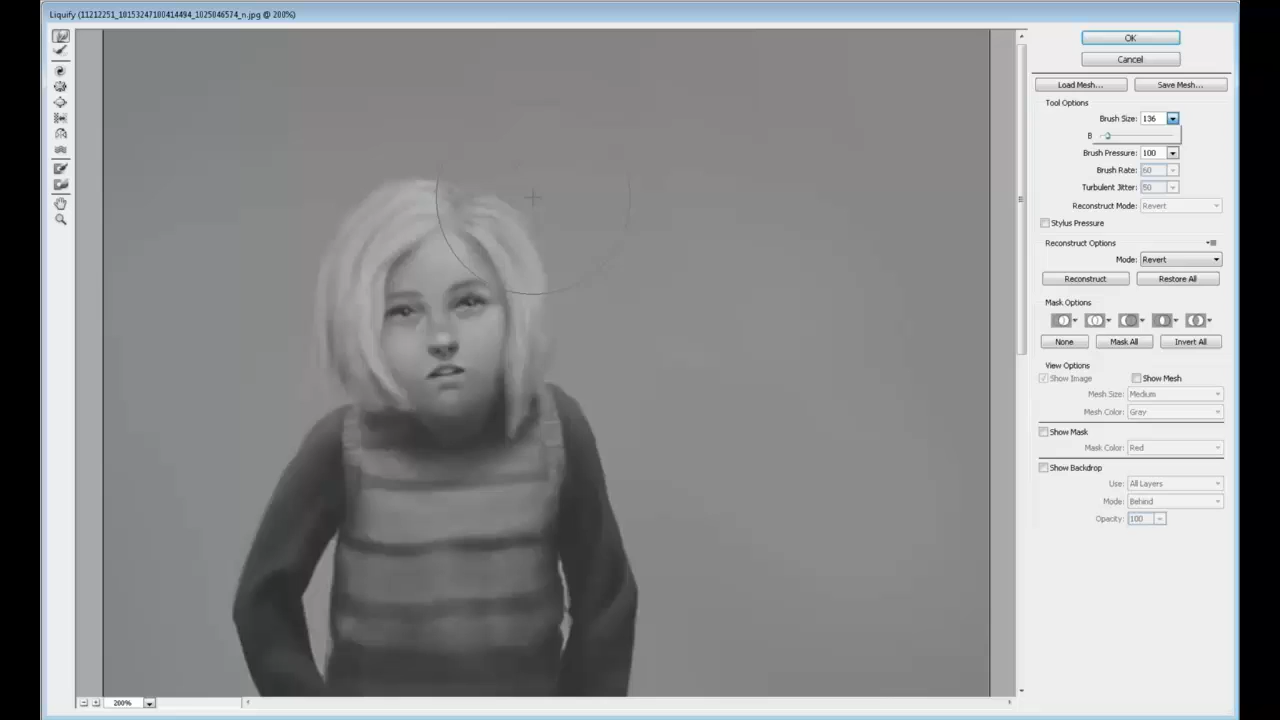 Liquify (11212251_10153247100414494_1025046574_n.jpg @ 200%)
OK
Cancel
Load Mesh...
Save Mesh...
Tool Options
Brush Size: 136
B
Brush Pressure: 100
Brush Rate: 60
Turbulent Jitter: 50
Reconstruct Mode: Revert
Stylus Pressure
Reconstruct Options
Mode: Revert
Reconstruct
Restore All
Mask Options
None
Mask All
Invert All
View Options
Show Image
Show Mesh
Mesh Size: Medium
Mesh Color: Gray
Show Mask
Mask Color: Red
Show Backdrop
Use: All Layers
Mode: Behind
Opacity: 100
200%